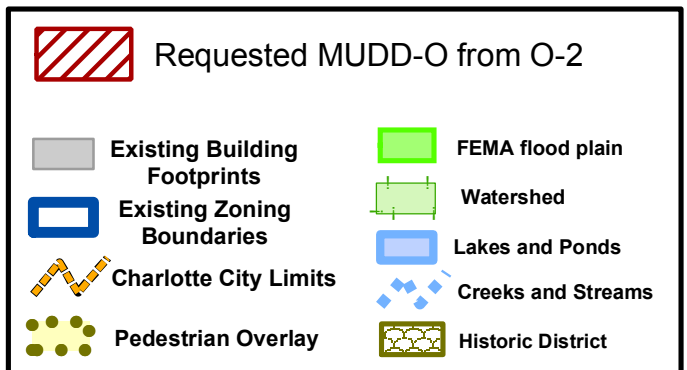 Requested MUDD-O from O-2
Existing Building
Footprints
Existing Zoning
Boundaries
Charlotte City Limits
Pedestrian Overlay
FEMA flood plain
Watershed
Lakes and Ponds
Creeks and Streams
Historic District